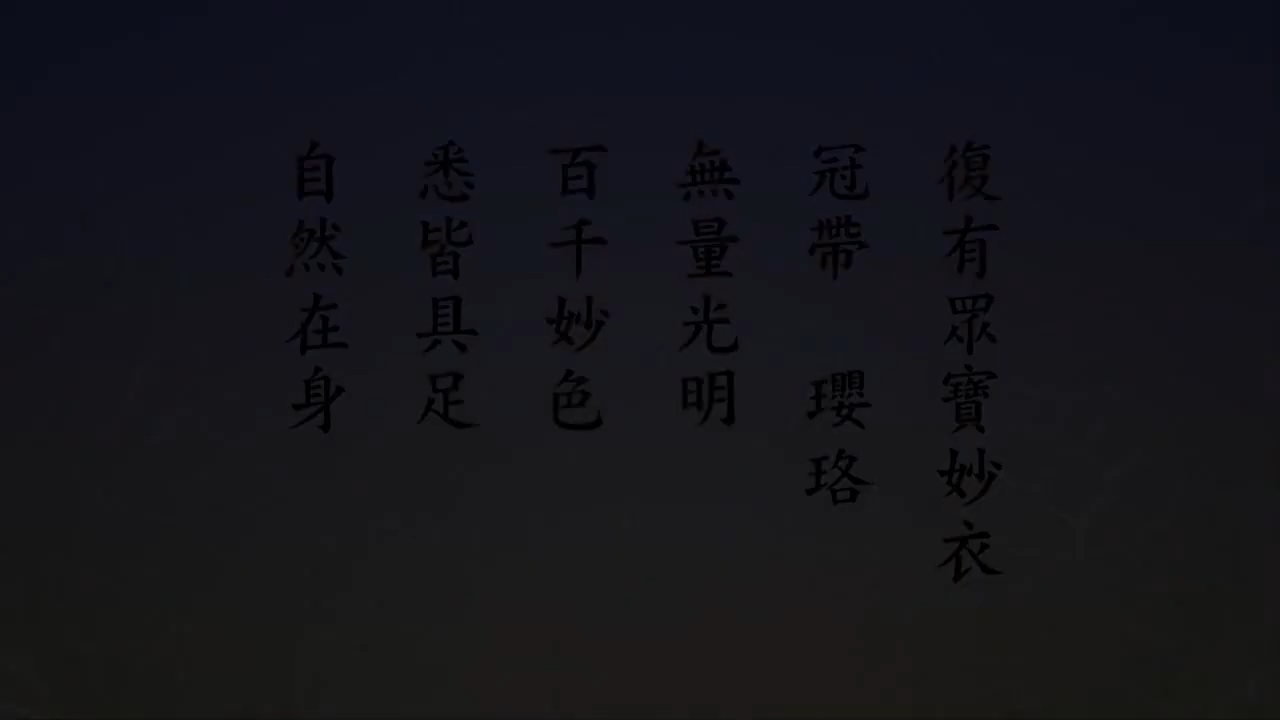 復有眾寶妙衣
冠帶　瓔珞
無量光明
百千妙色
悉皆具足
自然在身